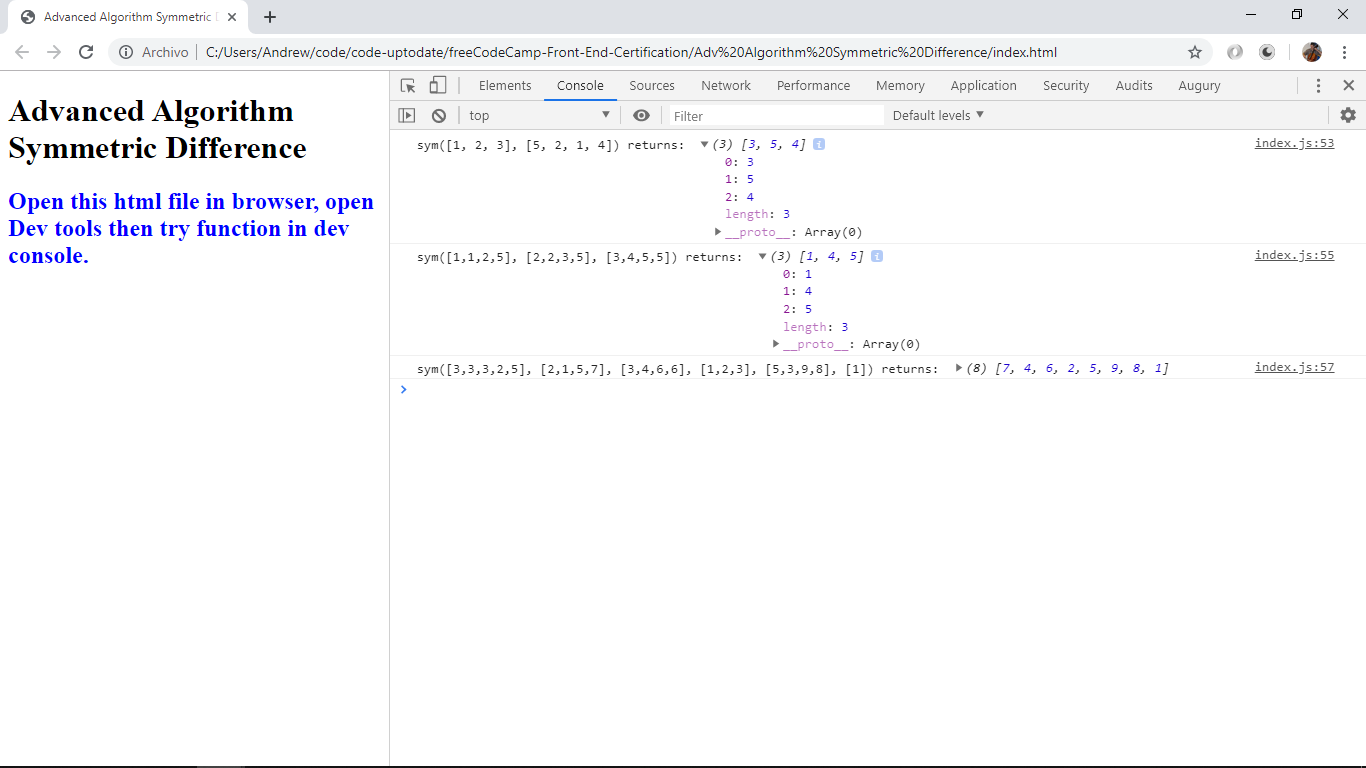 Advanced Algorithm Symmetric D
Archivo C:/Users/Andrew/code/code-uptodate/freeCodeCamp-Front-End-Certification/Adv%20Algorithm%20Symmetric%20Difference/index.html
Advanced Algorithm
Symmetric Difference
Open this html file in browser, open
Dev tools then try function in dev
console.
Elements Console Sources Network Performance Memory Application Security Audits Augury
top Filter Default levels
sym([1, 2, 3], [5, 2, 1, 4]) returns: (3) [3, 5, 4] i index.js:53
0: 3
1: 5
2: 4
length: 3
__proto__: Array(0)
sym([1,1,2,5], [2,2,3,5], [3,4,5,5]) returns: (3) [1, 4, 5] i index.js:55
0: 1
1: 4
2: 5
length: 3
__proto__: Array(0)
sym([3,3,3,2,5], [2,1,5,7], [3,4,6,6], [1,2,3], [5,3,9,8], [1]) returns: (8) [7, 4, 6, 2, 5, 9, 8, 1] index.js:57